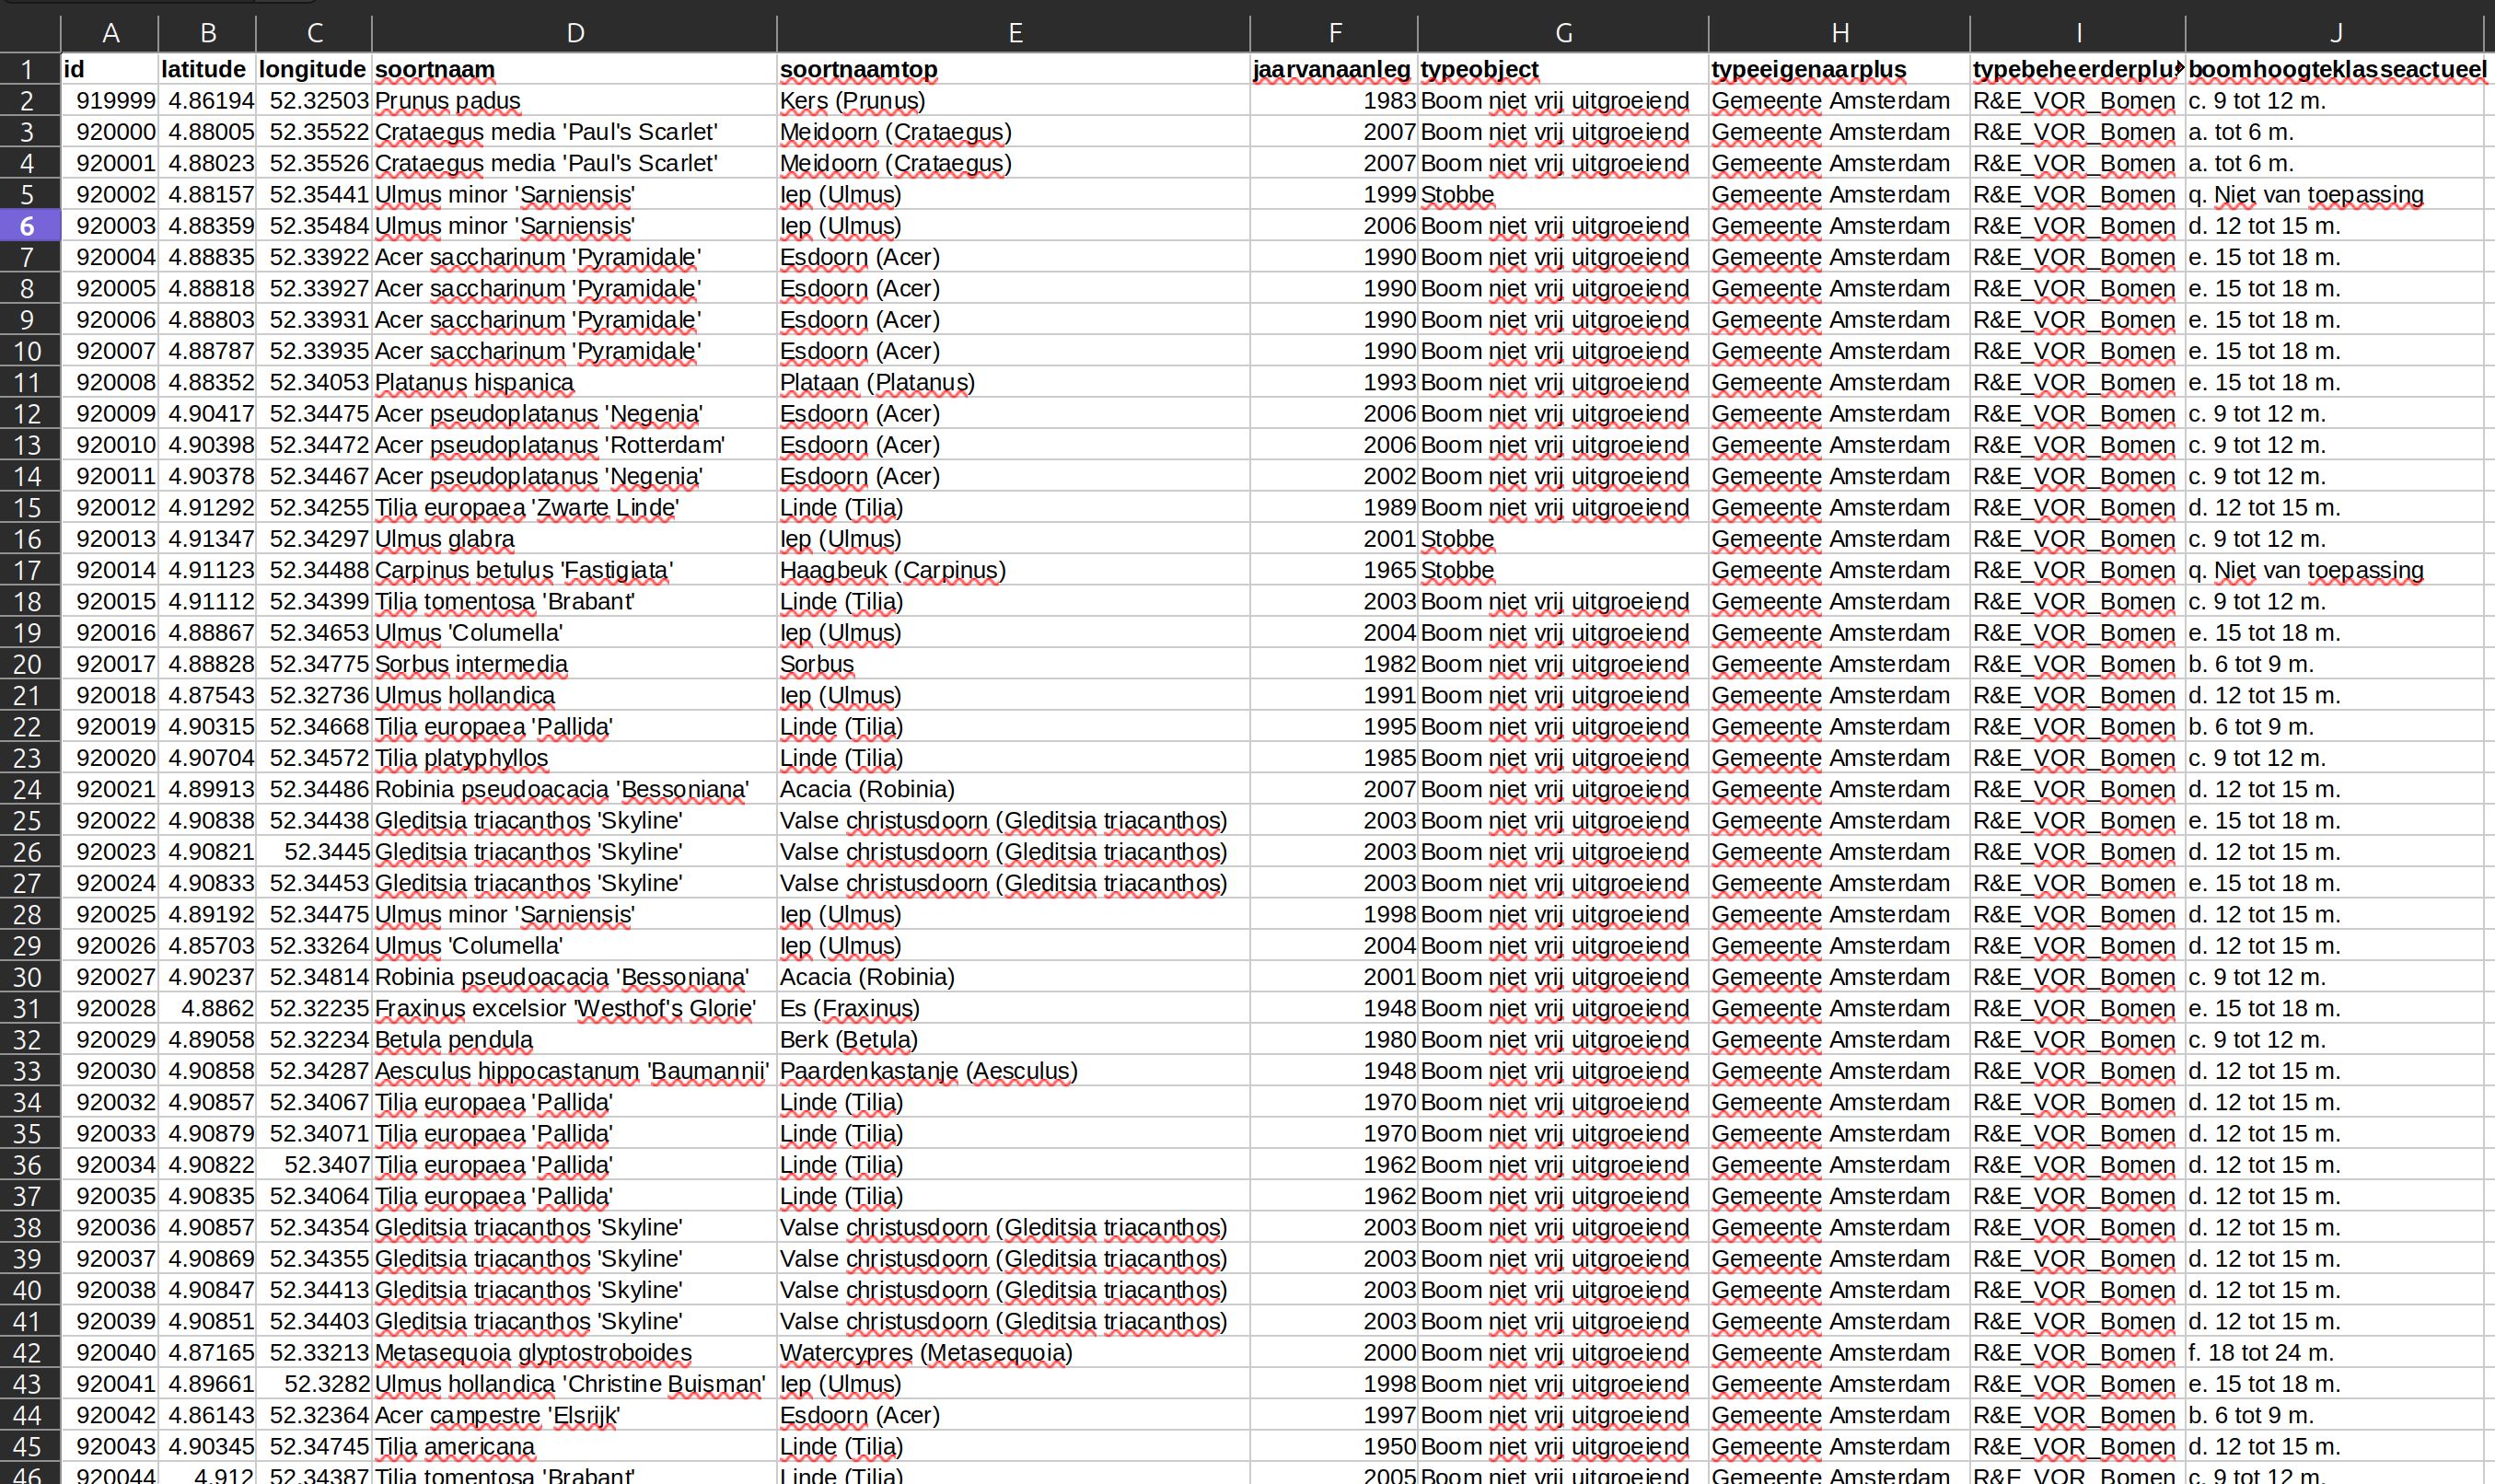 A B C D E F G H I J
1 id latitude longitude soortnaam soortnaamtop jaarvanaanleg typeobject typeeigenaarplus typebeheerderplu boomhoogteklasseactueel
2 919999 4.86194 52.32503 Prunus padus Kers (Prunus) 1983 Boom niet vrij uitgroeiend Gemeente Amsterdam R&E_VOR_Bomen c. 9 tot 12 m.
3 920000 4.88005 52.35522 Crataegus media 'Paul's Scarlet' Meidoorn (Crataegus) 2007 Boom niet vrij uitgroeiend Gemeente Amsterdam R&E_VOR_Bomen a. tot 6 m.
4 920001 4.88023 52.35526 Crataegus media 'Paul's Scarlet' Meidoorn (Crataegus) 2007 Boom niet vrij uitgroeiend Gemeente Amsterdam R&E_VOR_Bomen a. tot 6 m.
5 920002 4.88157 52.35441 Ulmus minor 'Sarniensis' Iep (Ulmus) 1999 Stobbe Gemeente Amsterdam R&E_VOR_Bomen q. Niet van toepassing
6 920003 4.88359 52.35484 Ulmus minor 'Sarniensis' Iep (Ulmus) 2006 Boom niet vrij uitgroeiend Gemeente Amsterdam R&E_VOR_Bomen d. 12 tot 15 m.
7 920004 4.88835 52.33922 Acer saccharinum 'Pyramidale' Esdoorn (Acer) 1990 Boom niet vrij uitgroeiend Gemeente Amsterdam R&E_VOR_Bomen e. 15 tot 18 m.
8 920005 4.88818 52.33927 Acer saccharinum 'Pyramidale' Esdoorn (Acer) 1990 Boom niet vrij uitgroeiend Gemeente Amsterdam R&E_VOR_Bomen e. 15 tot 18 m.
9 920006 4.88803 52.33931 Acer saccharinum 'Pyramidale' Esdoorn (Acer) 1990 Boom niet vrij uitgroeiend Gemeente Amsterdam R&E_VOR_Bomen e. 15 tot 18 m.
10 920007 4.88787 52.33935 Acer saccharinum 'Pyramidale' Esdoorn (Acer) 1990 Boom niet vrij uitgroeiend Gemeente Amsterdam R&E_VOR_Bomen e. 15 tot 18 m.
11 920008 4.88352 52.34053 Platanus hispanica Plataan (Platanus) 1993 Boom niet vrij uitgroeiend Gemeente Amsterdam R&E_VOR_Bomen e. 15 tot 18 m.
12 920009 4.90417 52.34475 Acer pseudoplatanus 'Negenia' Esdoorn (Acer) 2006 Boom niet vrij uitgroeiend Gemeente Amsterdam R&E_VOR_Bomen c. 9 tot 12 m.
13 920010 4.90398 52.34472 Acer pseudoplatanus 'Rotterdam' Esdoorn (Acer) 2006 Boom niet vrij uitgroeiend Gemeente Amsterdam R&E_VOR_Bomen c. 9 tot 12 m.
14 920011 4.90378 52.34467 Acer pseudoplatanus 'Negenia' Esdoorn (Acer) 2002 Boom niet vrij uitgroeiend Gemeente Amsterdam R&E_VOR_Bomen c. 9 tot 12 m.
15 920012 4.91292 52.34255 Tilia europaea 'Zwarte Linde' Linde (Tilia) 1989 Boom niet vrij uitgroeiend Gemeente Amsterdam R&E_VOR_Bomen d. 12 tot 15 m.
16 920013 4.91347 52.34297 Ulmus glabra Iep (Ulmus) 2001 Stobbe Gemeente Amsterdam R&E_VOR_Bomen c. 9 tot 12 m.
17 920014 4.91123 52.34488 Carpinus betulus 'Fastigiata' Haagbeuk (Carpinus) 1965 Stobbe Gemeente Amsterdam R&E_VOR_Bomen q. Niet van toepassing
18 920015 4.91112 52.34399 Tilia tomentosa 'Brabant' Linde (Tilia) 2003 Boom niet vrij uitgroeiend Gemeente Amsterdam R&E_VOR_Bomen c. 9 tot 12 m.
19 920016 4.88867 52.34653 Ulmus 'Columella' Iep (Ulmus) 2004 Boom niet vrij uitgroeiend Gemeente Amsterdam R&E_VOR_Bomen e. 15 tot 18 m.
20 920017 4.88828 52.34775 Sorbus intermedia Sorbus 1982 Boom niet vrij uitgroeiend Gemeente Amsterdam R&E_VOR_Bomen b. 6 tot 9 m.
21 920018 4.87543 52.32736 Ulmus hollandica Iep (Ulmus) 1991 Boom niet vrij uitgroeiend Gemeente Amsterdam R&E_VOR_Bomen d. 12 tot 15 m.
22 920019 4.90315 52.34668 Tilia europaea 'Pallida' Linde (Tilia) 1995 Boom niet vrij uitgroeiend Gemeente Amsterdam R&E_VOR_Bomen b. 6 tot 9 m.
23 920020 4.90704 52.34572 Tilia platyphyllos Linde (Tilia) 1985 Boom niet vrij uitgroeiend Gemeente Amsterdam R&E_VOR_Bomen c. 9 tot 12 m.
24 920021 4.89913 52.34486 Robinia pseudoacacia 'Bessoniana' Acacia (Robinia) 2007 Boom niet vrij uitgroeiend Gemeente Amsterdam R&E_VOR_Bomen d. 12 tot 15 m.
25 920022 4.90838 52.34438 Gleditsia triacanthos 'Skyline' Valse christusdoorn (Gleditsia triacanthos) 2003 Boom niet vrij uitgroeiend Gemeente Amsterdam R&E_VOR_Bomen e. 15 tot 18 m.
26 920023 4.90821 52.3445 Gleditsia triacanthos 'Skyline' Valse christusdoorn (Gleditsia triacanthos) 2003 Boom niet vrij uitgroeiend Gemeente Amsterdam R&E_VOR_Bomen d. 12 tot 15 m.
27 920024 4.90833 52.34453 Gleditsia triacanthos 'Skyline' Valse christusdoorn (Gleditsia triacanthos) 2003 Boom niet vrij uitgroeiend Gemeente Amsterdam R&E_VOR_Bomen e. 15 tot 18 m.
28 920025 4.89192 52.34475 Ulmus minor 'Sarniensis' Iep (Ulmus) 1998 Boom niet vrij uitgroeiend Gemeente Amsterdam R&E_VOR_Bomen d. 12 tot 15 m.
29 920026 4.85703 52.33264 Ulmus 'Columella' Iep (Ulmus) 2004 Boom niet vrij uitgroeiend Gemeente Amsterdam R&E_VOR_Bomen d. 12 tot 15 m.
30 920027 4.90237 52.34814 Robinia pseudoacacia 'Bessoniana' Acacia (Robinia) 2001 Boom niet vrij uitgroeiend Gemeente Amsterdam R&E_VOR_Bomen c. 9 tot 12 m.
31 920028 4.8862 52.32235 Fraxinus excelsior 'Westhof's Glorie' Es (Fraxinus) 1948 Boom niet vrij uitgroeiend Gemeente Amsterdam R&E_VOR_Bomen e. 15 tot 18 m.
32 920029 4.89058 52.32234 Betula pendula Berk (Betula) 1980 Boom niet vrij uitgroeiend Gemeente Amsterdam R&E_VOR_Bomen c. 9 tot 12 m.
33 920030 4.90858 52.34287 Aesculus hippocastanum 'Baumannii' Paardenkastanje (Aesculus) 1948 Boom niet vrij uitgroeiend Gemeente Amsterdam R&E_VOR_Bomen d. 12 tot 15 m.
34 920032 4.90857 52.34067 Tilia europaea 'Pallida' Linde (Tilia) 1970 Boom niet vrij uitgroeiend Gemeente Amsterdam R&E_VOR_Bomen d. 12 tot 15 m.
35 920033 4.90879 52.34071 Tilia europaea 'Pallida' Linde (Tilia) 1970 Boom niet vrij uitgroeiend Gemeente Amsterdam R&E_VOR_Bomen d. 12 tot 15 m.
36 920034 4.90822 52.3407 Tilia europaea 'Pallida' Linde (Tilia) 1962 Boom niet vrij uitgroeiend Gemeente Amsterdam R&E_VOR_Bomen d. 12 tot 15 m.
37 920035 4.90835 52.34064 Tilia europaea 'Pallida' Linde (Tilia) 1962 Boom niet vrij uitgroeiend Gemeente Amsterdam R&E_VOR_Bomen d. 12 tot 15 m.
38 920036 4.90857 52.34354 Gleditsia triacanthos 'Skyline' Valse christusdoorn (Gleditsia triacanthos) 2003 Boom niet vrij uitgroeiend Gemeente Amsterdam R&E_VOR_Bomen d. 12 tot 15 m.
39 920037 4.90869 52.34355 Gleditsia triacanthos 'Skyline' Valse christusdoorn (Gleditsia triacanthos) 2003 Boom niet vrij uitgroeiend Gemeente Amsterdam R&E_VOR_Bomen d. 12 tot 15 m.
40 920038 4.90847 52.34413 Gleditsia triacanthos 'Skyline' Valse christusdoorn (Gleditsia triacanthos) 2003 Boom niet vrij uitgroeiend Gemeente Amsterdam R&E_VOR_Bomen d. 12 tot 15 m.
41 920039 4.90851 52.34403 Gleditsia triacanthos 'Skyline' Valse christusdoorn (Gleditsia triacanthos) 2003 Boom niet vrij uitgroeiend Gemeente Amsterdam R&E_VOR_Bomen d. 12 tot 15 m.
42 920040 4.87165 52.33213 Metasequoia glyptostroboides Watercypres (Metasequoia) 2000 Boom niet vrij uitgroeiend Gemeente Amsterdam R&E_VOR_Bomen f. 18 tot 24 m.
43 920041 4.89661 52.3282 Ulmus hollandica 'Christine Buisman' Iep (Ulmus) 1998 Boom niet vrij uitgroeiend Gemeente Amsterdam R&E_VOR_Bomen e. 15 tot 18 m.
44 920042 4.86143 52.32364 Acer campestre 'Elsrijk' Esdoorn (Acer) 1997 Boom niet vrij uitgroeiend Gemeente Amsterdam R&E_VOR_Bomen b. 6 tot 9 m.
45 920043 4.90345 52.34745 Tilia americana Linde (Tilia) 1950 Boom niet vrij uitgroeiend Gemeente Amsterdam R&E_VOR_Bomen d. 12 tot 15 m.
46 920044 4.912 52.34387 Tilia tomentosa 'Brabant' Linde (Tilia) 2005 Boom niet vrij uitgroeiend Gemeente Amsterdam R&E_VOR_Bomen c. 9 tot 12 m.